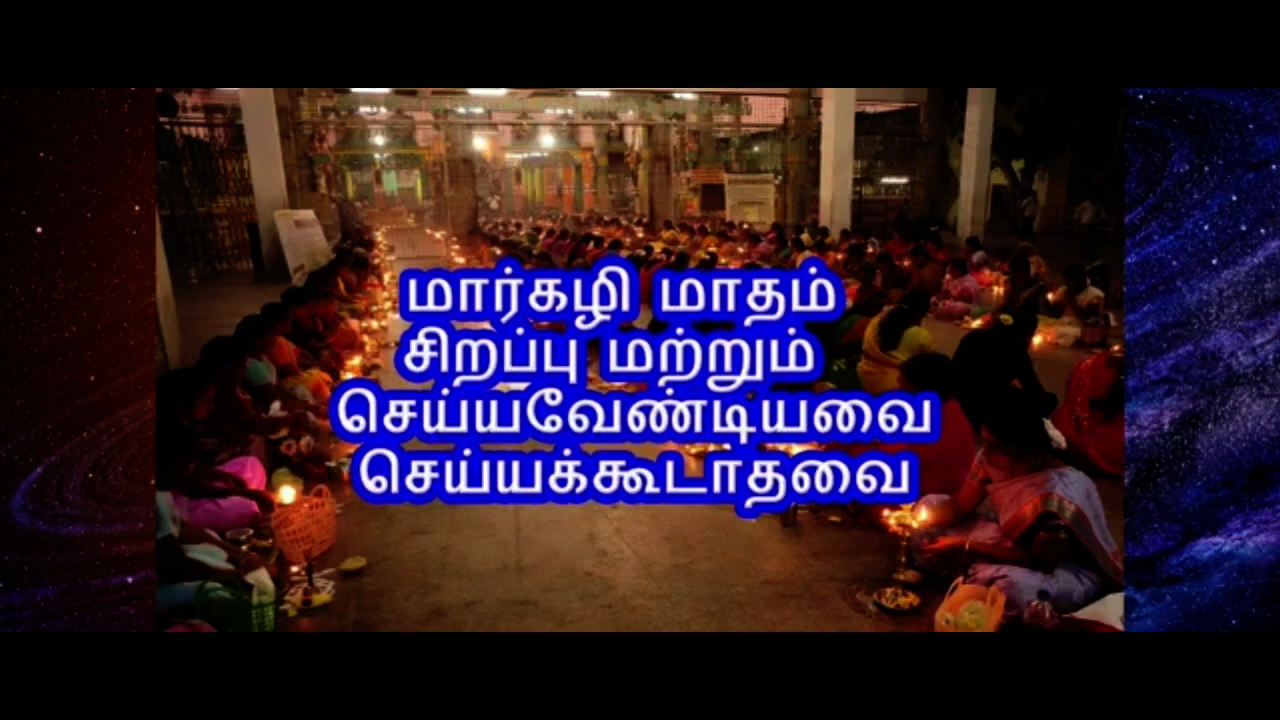 மார்கழி மாதம்
சிறப்பு மற்றும்
செய்யவேண்டியவை
செய்யக்கூடாதவை